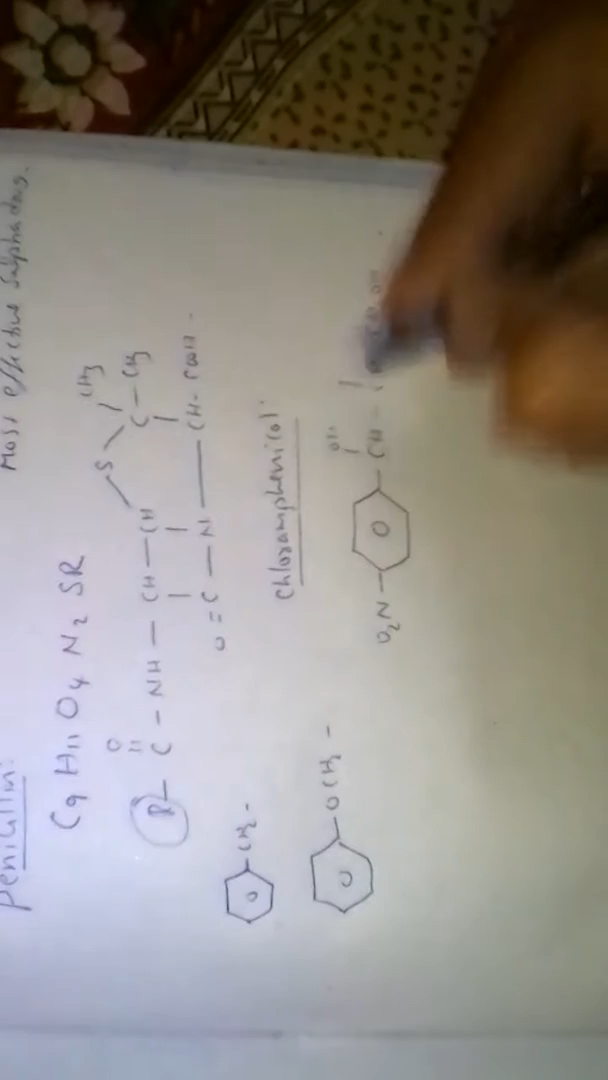 Penicillin:
Most effective Sulpha drug.
C9 H11 O4 N2 SR
R – C – NH – CH – CH
O
S
CH3
C – CH3
O = C – N – CH – COOH
CH2 –
OCH2 –
Chloramphenicol:
OH
O2N – CH –